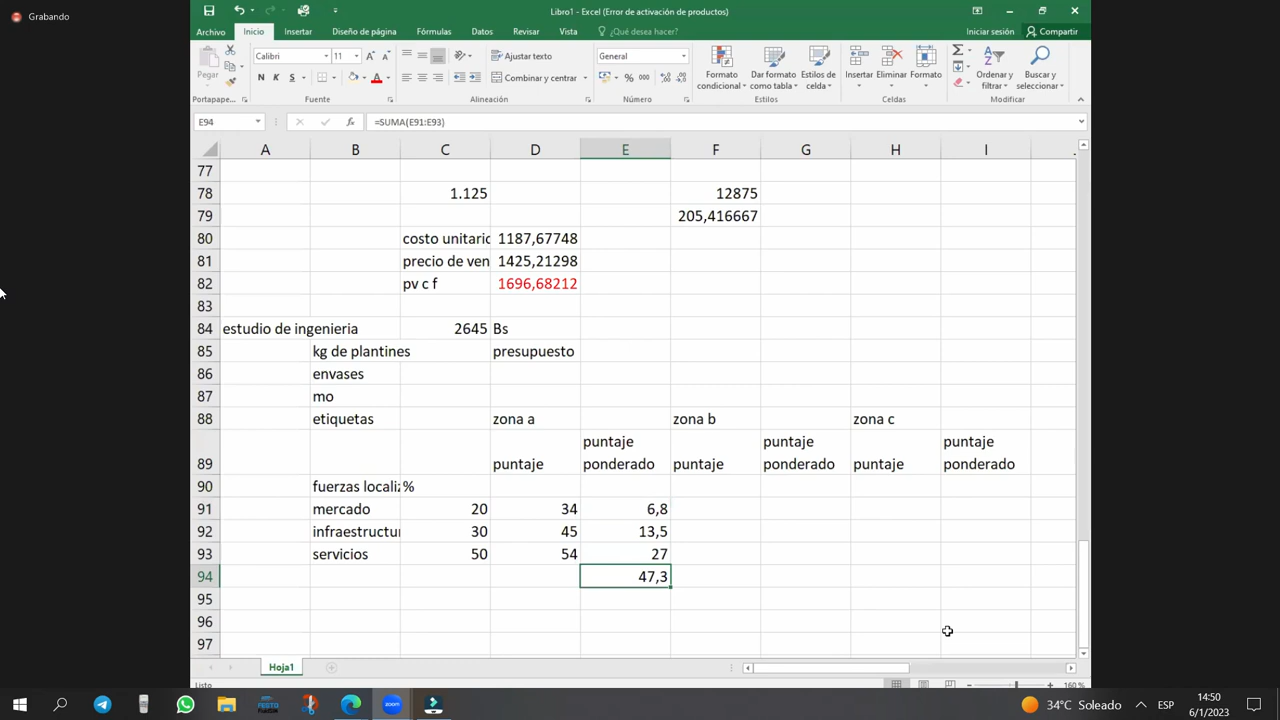 Grabando
Libro1 - Excel (Error de activación de productos)
Archivo Inicio Insertar Diseño de página Fórmulas Datos Revisar Vista ¿Qué desea hacer? Iniciar sesión Compartir
Calibri 11 Ajustar texto General
Pegar N K S Combinar y centrar % 000 Formato condicional Dar formato como tabla Estilos de celda Insertar Eliminar Formato Ordenar y filtrar Buscar y seleccionar
Portapape... Fuente Alineación Número Estilos Celdas Modificar
E94 fx =SUMA(E91:E93)
A B C D E F G H I
77
78 1.125 12875
79 205,416667
80 costo unitario 1187,67748
81 precio de ven 1425,21298
82 pv c f 1696,68212
83
84 estudio de ingenieria 2645 Bs
85 kg de plantines presupuesto
86 envases
87 mo
88 etiquetas zona a zona b zona c
puntaje puntaje puntaje
89 puntaje ponderado puntaje ponderado puntaje ponderado
90 fuerzas localiz %
91 mercado 20 34 6,8
92 infraestructur 30 45 13,5
93 servicios 50 54 27
94 47,3
95
96
97
Hoja1
Listo 160 %
zoom 34°C Soleado ESP 14:50
6/1/2023